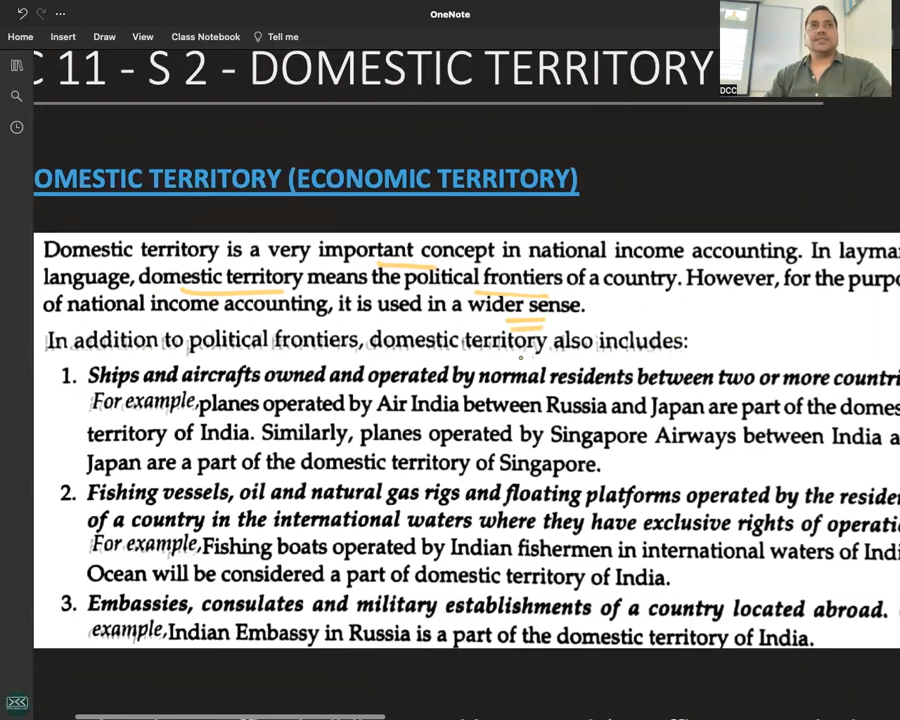 OneNote
Home Insert Draw View Class Notebook Tell me
C 11 - S 2 - DOMESTIC TERRITORY
DCC
OMESTIC TERRITORY (ECONOMIC TERRITORY)
Domestic territory is a very important concept in national income accounting. In layma
language, domestic territory means the political frontiers of a country. However, for the purpo
of national income accounting, it is used in a wider sense.
In addition to political frontiers, domestic territory also includes:
1. Ships and aircrafts owned and operated by normal residents between two or more countri
For example, planes operated by Air India between Russia and Japan are part of the domes
territory of India. Similarly, planes operated by Singapore Airways between India a
Japan are a part of the domestic territory of Singapore.
2. Fishing vessels, oil and natural gas rigs and floating platforms operated by the reside
of a country in the international waters where they have exclusive rights of operati
For example, Fishing boats operated by Indian fishermen in international waters of Indi
Ocean will be considered a part of domestic territory of India.
3. Embassies, consulates and military establishments of a country located abroad.
example, Indian Embassy in Russia is a part of the domestic territory of India.